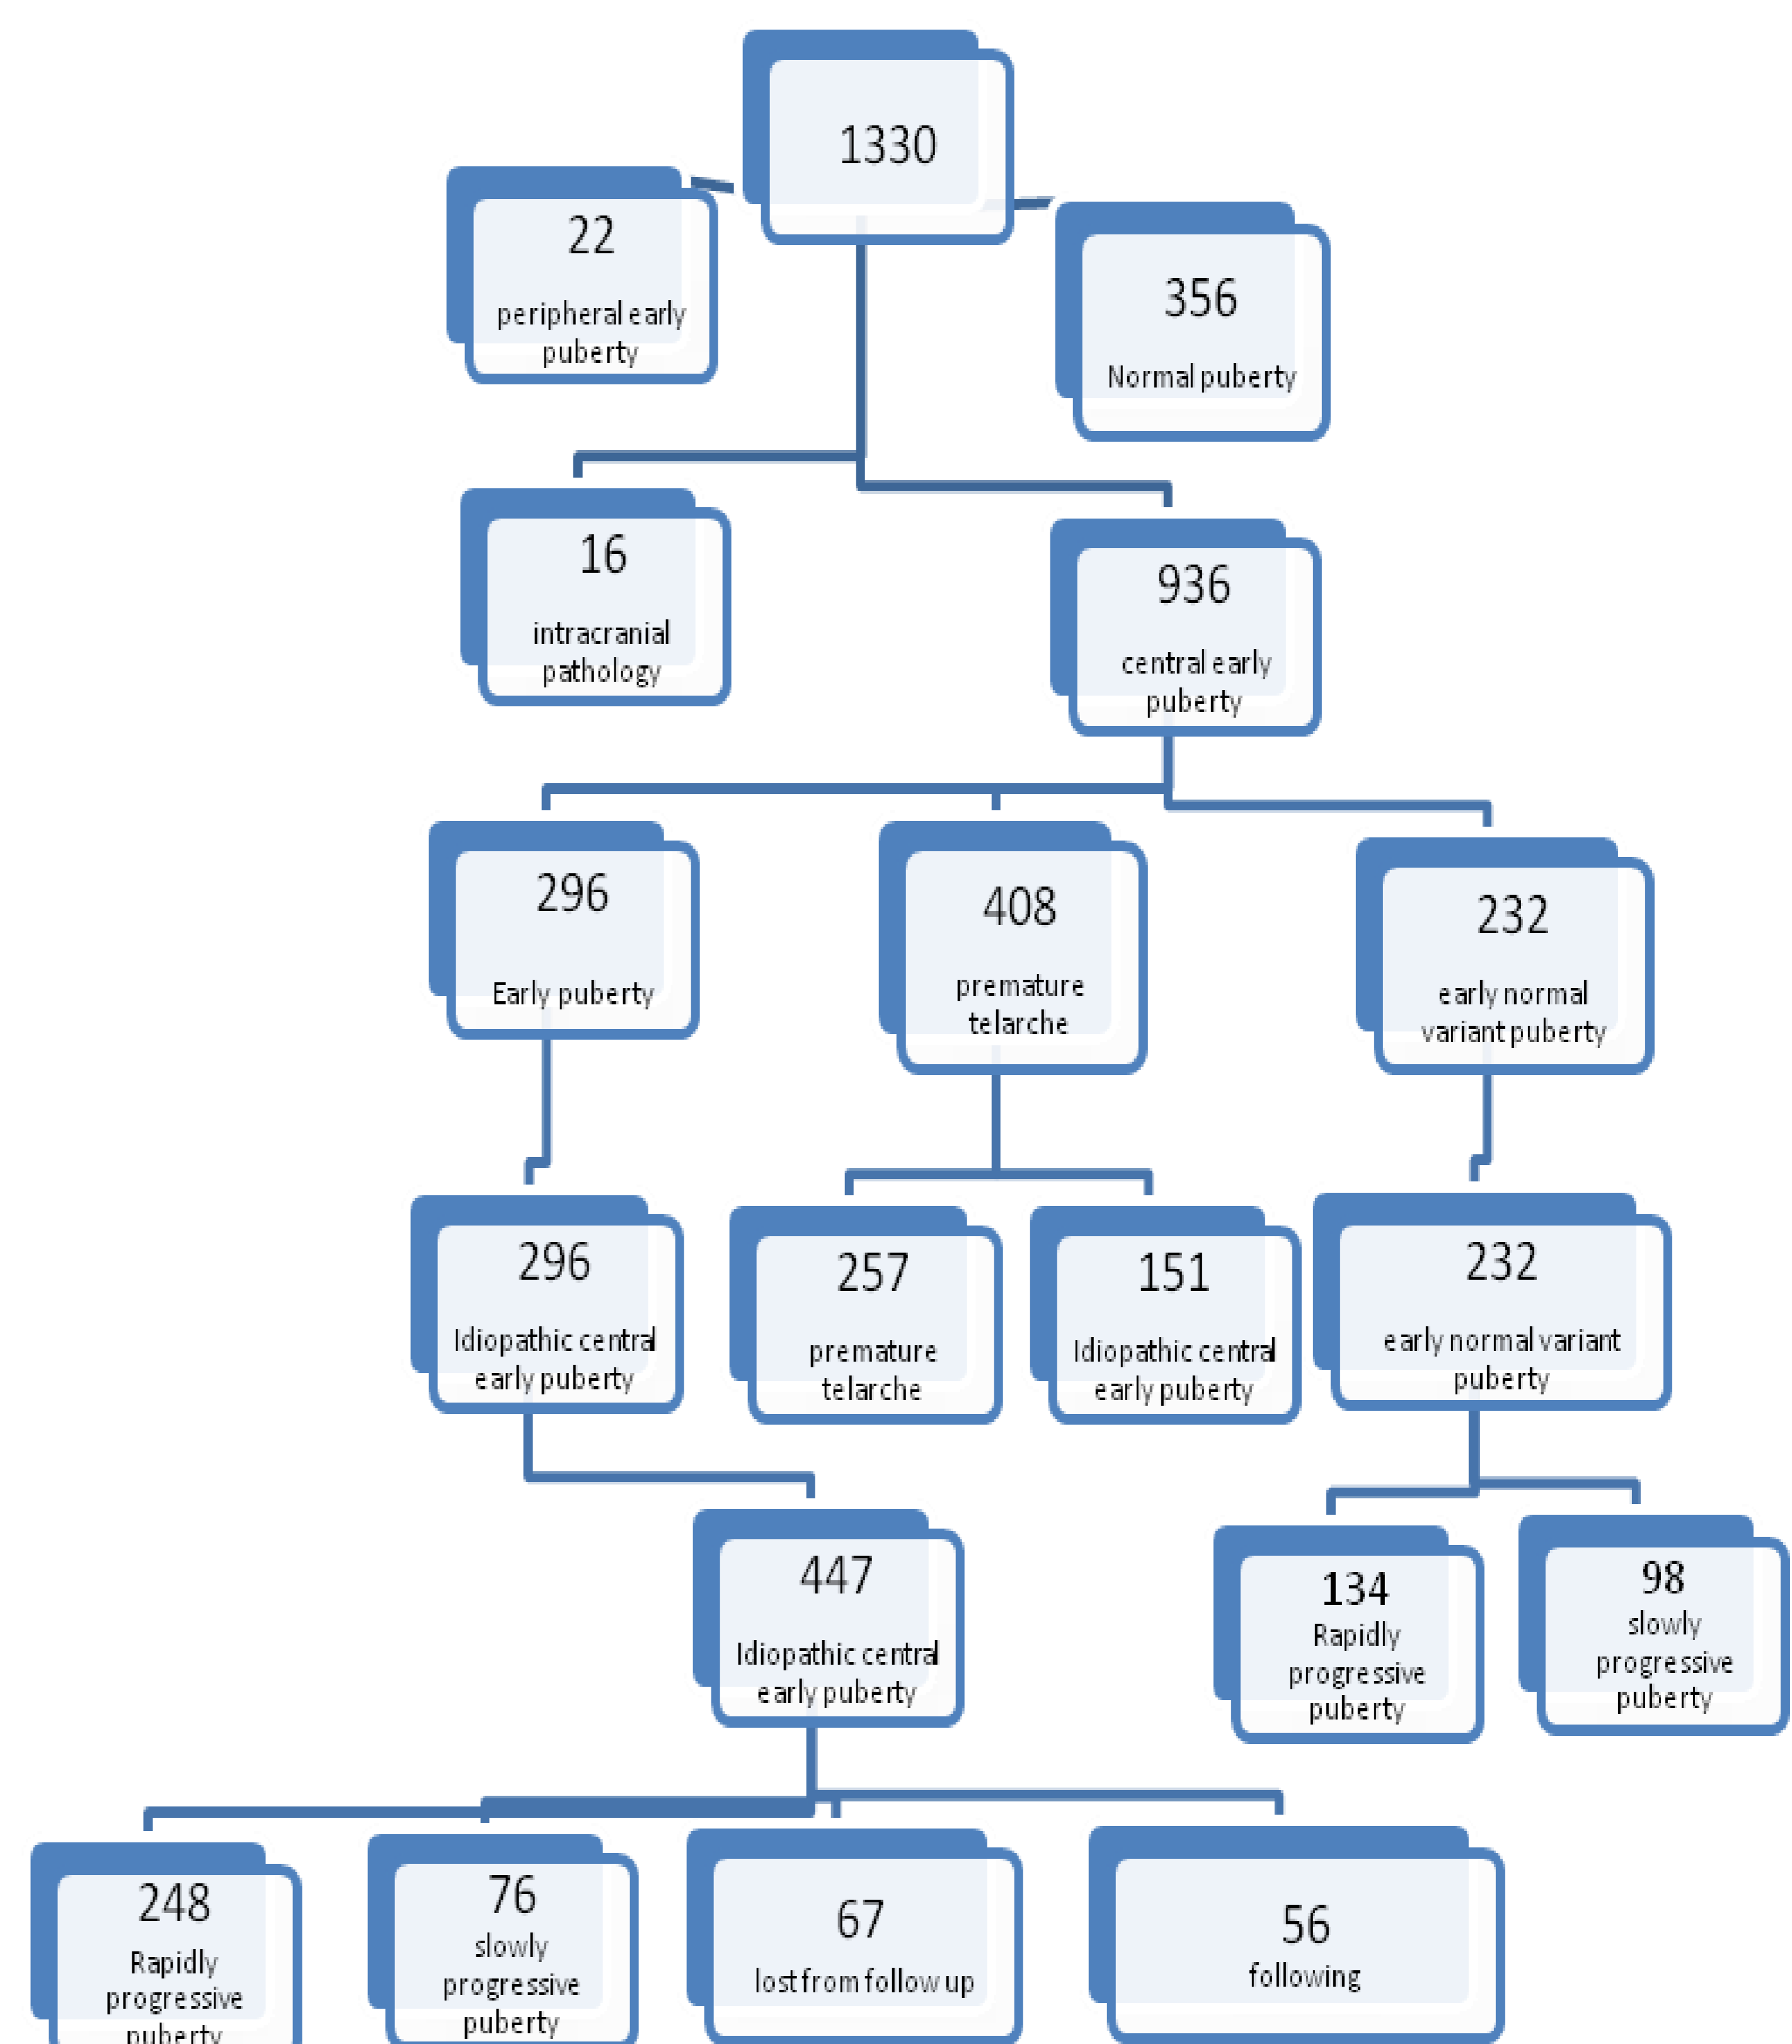 1330
22
peripheral early
puberty
356
Normal puberty
16
intracranial
pathology
936
central early
puberty
296
Early puberty
408
premature
telarche
232
early normal
variant puberty
296
Idiopathic central
early puberty
257
premature
telarche
151
Idiopathic central
early puberty
232
early normal variant
puberty
447
Idiopathic central
early puberty
134
Rapidly
progressive
puberty
98
slowly
progressive
puberty
248
Rapidly
progressive
puberty
76
slowly
progressive
puberty
67
lost from follow up
56
following